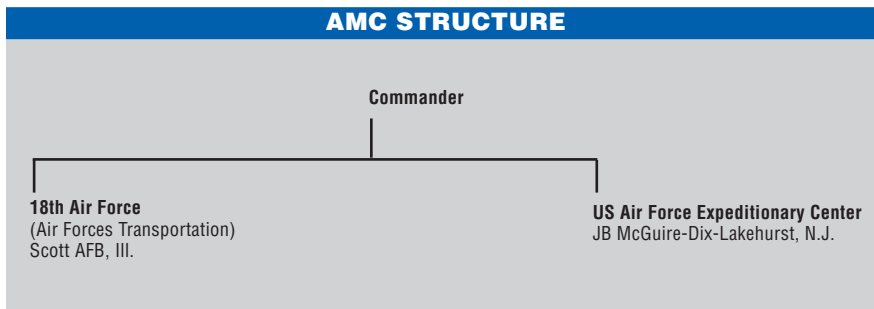 AMC STRUCTURE
Commander
18th Air Force
(Air Forces Transportation)
Scott AFB, Ill.
US Air Force Expeditionary Center
JB McGuire-Dix-Lakehurst, N.J.